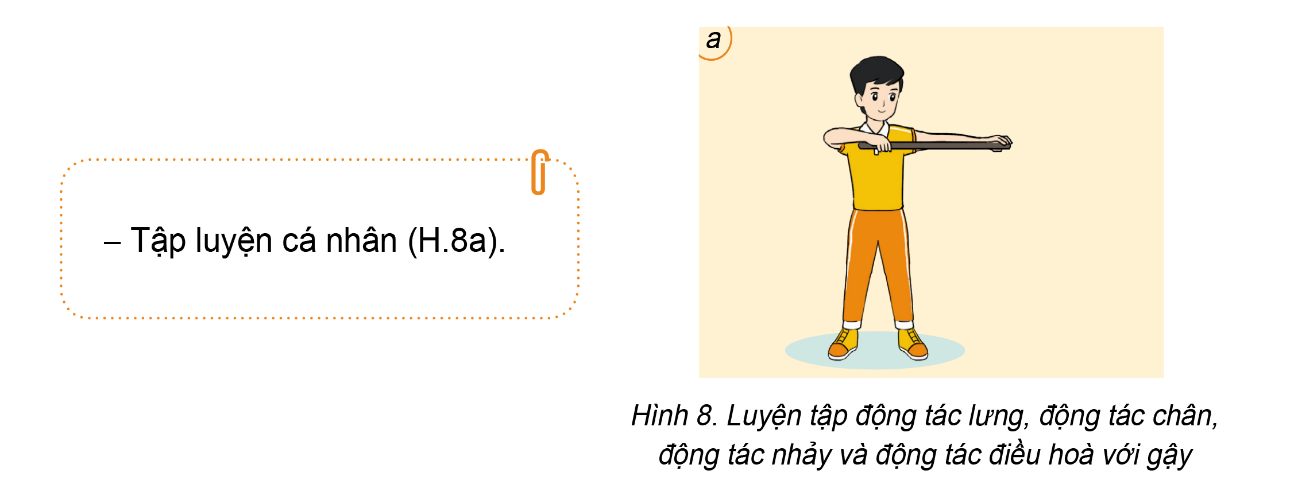 – Tập luyện cá nhân (H.8a).
a
Hình 8. Luyện tập động tác lưng, động tác chân,
động tác nhảy và động tác điều hoà với gậy